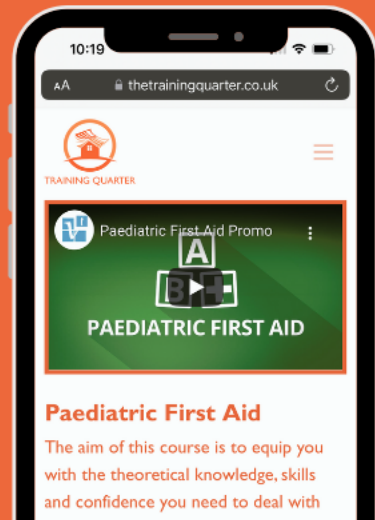 10:19
AA thetrainingquarter.co.uk
TRAINING QUARTER
Paediatric First Aid Promo
A
B
PAEDIATRIC FIRST AID
Paediatric First Aid
The aim of this course is to equip you
with the theoretical knowledge, skills
and confidence you need to deal with